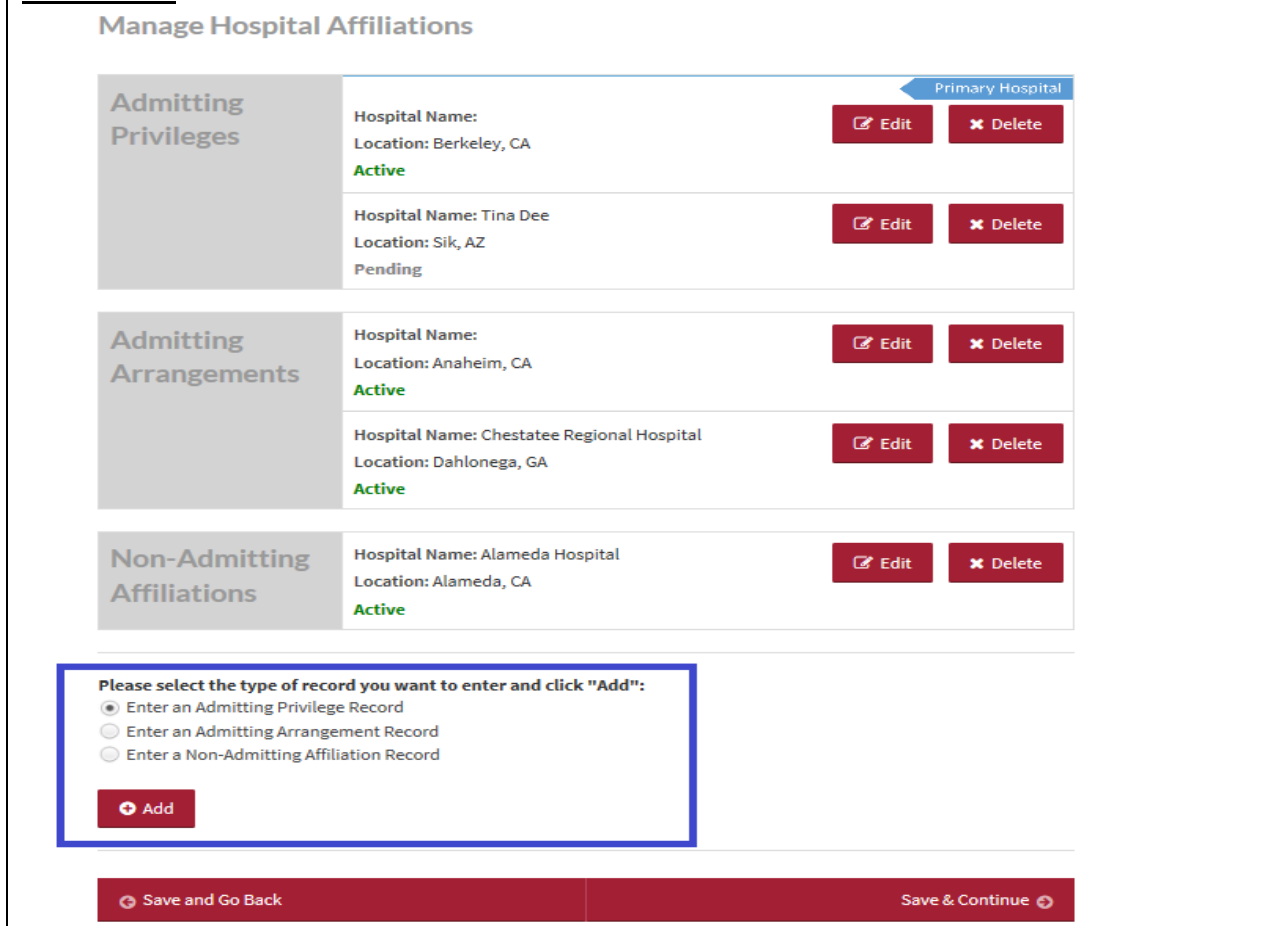 Manage Hospital Affiliations
Admitting
Privileges
Primary Hospital
Hospital Name:
Location: Berkeley, CA
Active
Edit
Delete
Hospital Name: Tina Dee
Location: Sik, AZ
Pending
Edit
Delete
Admitting
Arrangements
Hospital Name:
Location: Anaheim, CA
Active
Edit
Delete
Hospital Name: Chestatee Regional Hospital
Location: Dahlonega, GA
Active
Edit
Delete
Non-Admitting
Affiliations
Hospital Name: Alameda Hospital
Location: Alameda, CA
Active
Edit
Delete
Please select the type of record you want to enter and click "Add":
Enter an Admitting Privilege Record
Enter an Admitting Arrangement Record
Enter a Non-Admitting Affiliation Record
Add
Save and Go Back
Save & Continue